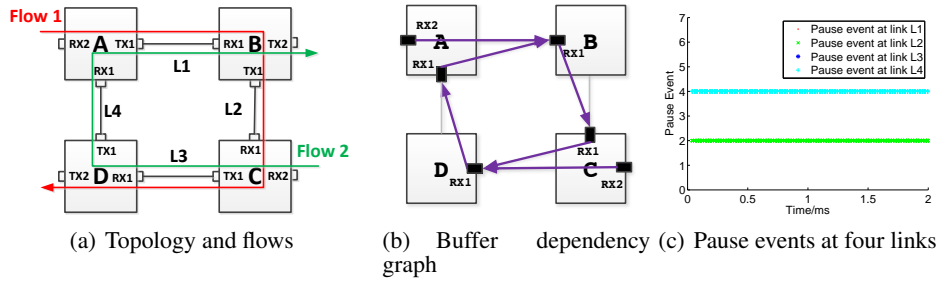 Flow 1
RX2 A TX1
RX1 B TX2
L1
RX1
TX1
L4
L2
TX1
RX1
L3
Flow 2
TX2 D RX1
TX1 C RX2
(a) Topology and flows
RX2 A
RX1
B
RX1
D
RX1
RX1
C
RX2
(b) Buffer dependency
graph
Pause Event
7
6
5
4
3
2
1
0
0
0.5
1
1.5
2
Time/ms
Pause event at link L1
Pause event at link L2
Pause event at link L3
Pause event at link L4
(c) Pause events at four links